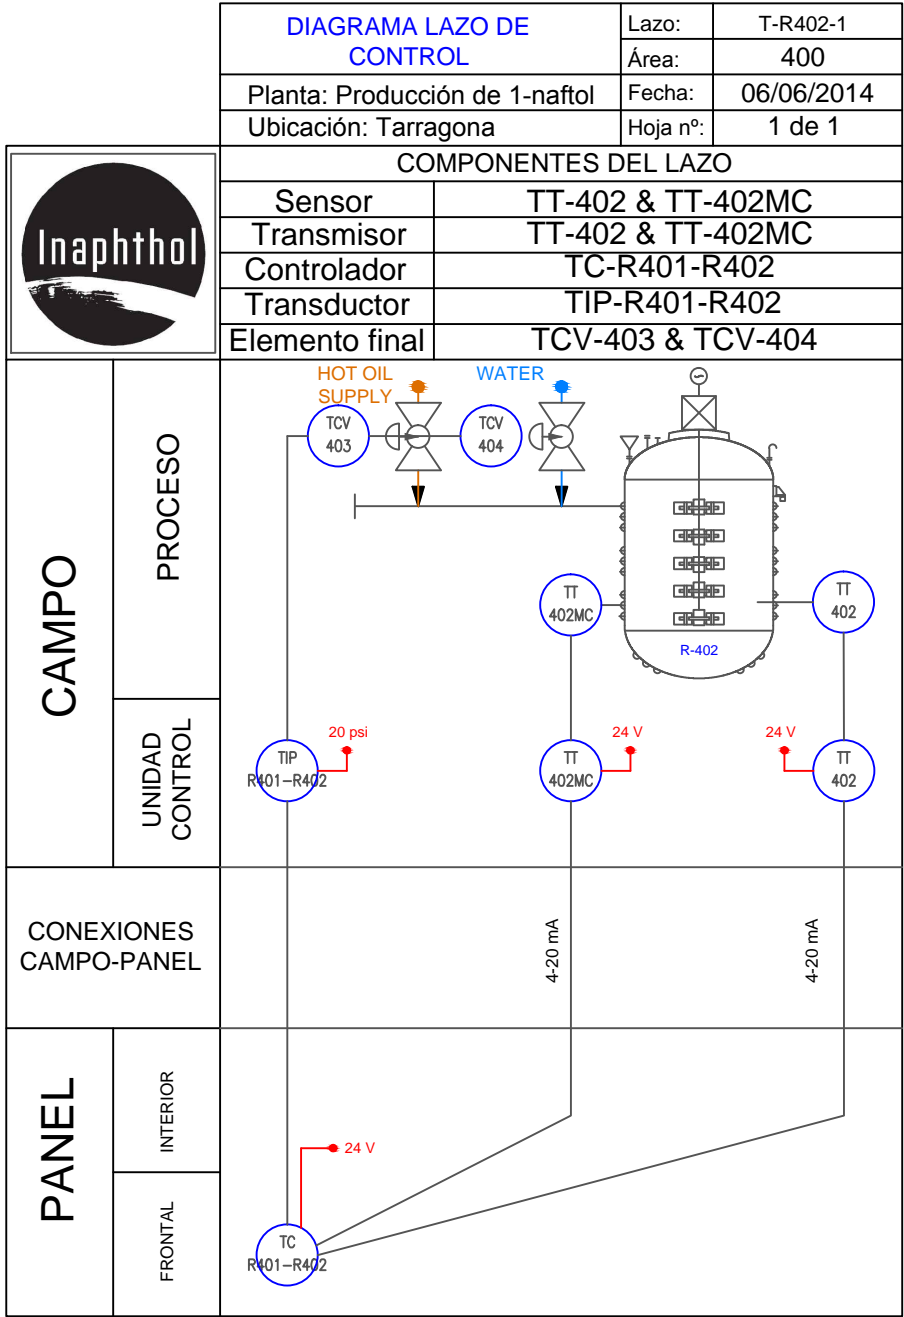 DIAGRAMA LAZO DE
CONTROL
Lazo: T-R402-1
Área: 400
Planta: Producción de 1-naftol
Fecha: 06/06/2014
Ubicación: Tarragona
Hoja nº: 1 de 1
Inaphthol
COMPONENTES DEL LAZO
Sensor TT-402 & TT-402MC
Transmisor TT-402 & TT-402MC
Controlador TC-R401-R402
Transductor TIP-R401-R402
Elemento final TCV-403 & TCV-404
CAMPO
PROCESO
HOT OIL
SUPPLY
WATER
TCV
403
TCV
404
TT
402MC
TT
402
R-402
UNIDAD
CONTROL
20 psi
TIP
R401-R402
24 V
TT
402MC
24 V
TT
402
CONEXIONES
CAMPO-PANEL
4-20 mA
4-20 mA
PANEL
INTERIOR
24 V
FRONTAL
TC
R401-R402